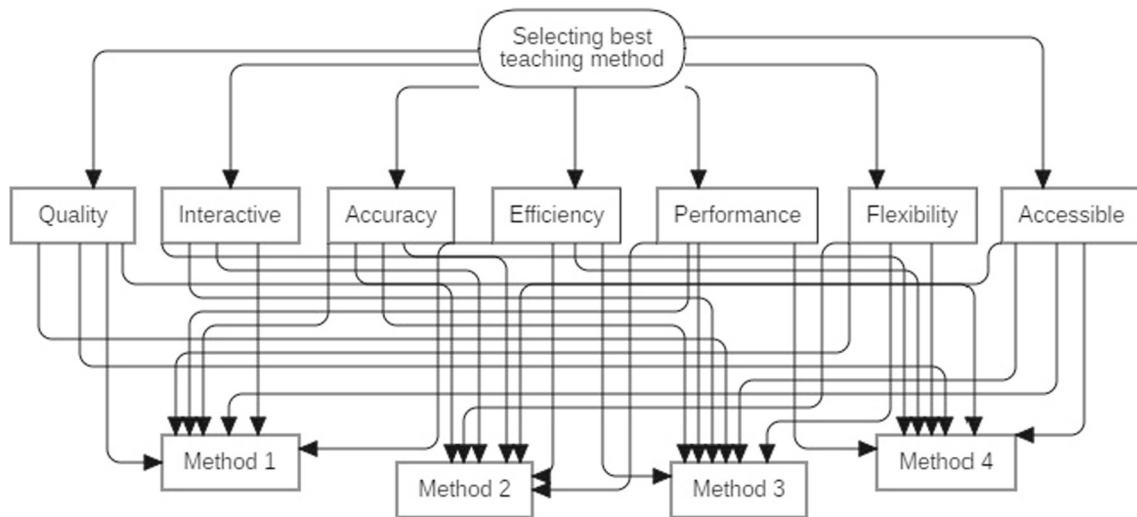 Selecting best
teaching method
Quality
Interactive
Accuracy
Efficiency
Performance
Flexibility
Accessible
Method 1
Method 2
Method 3
Method 4